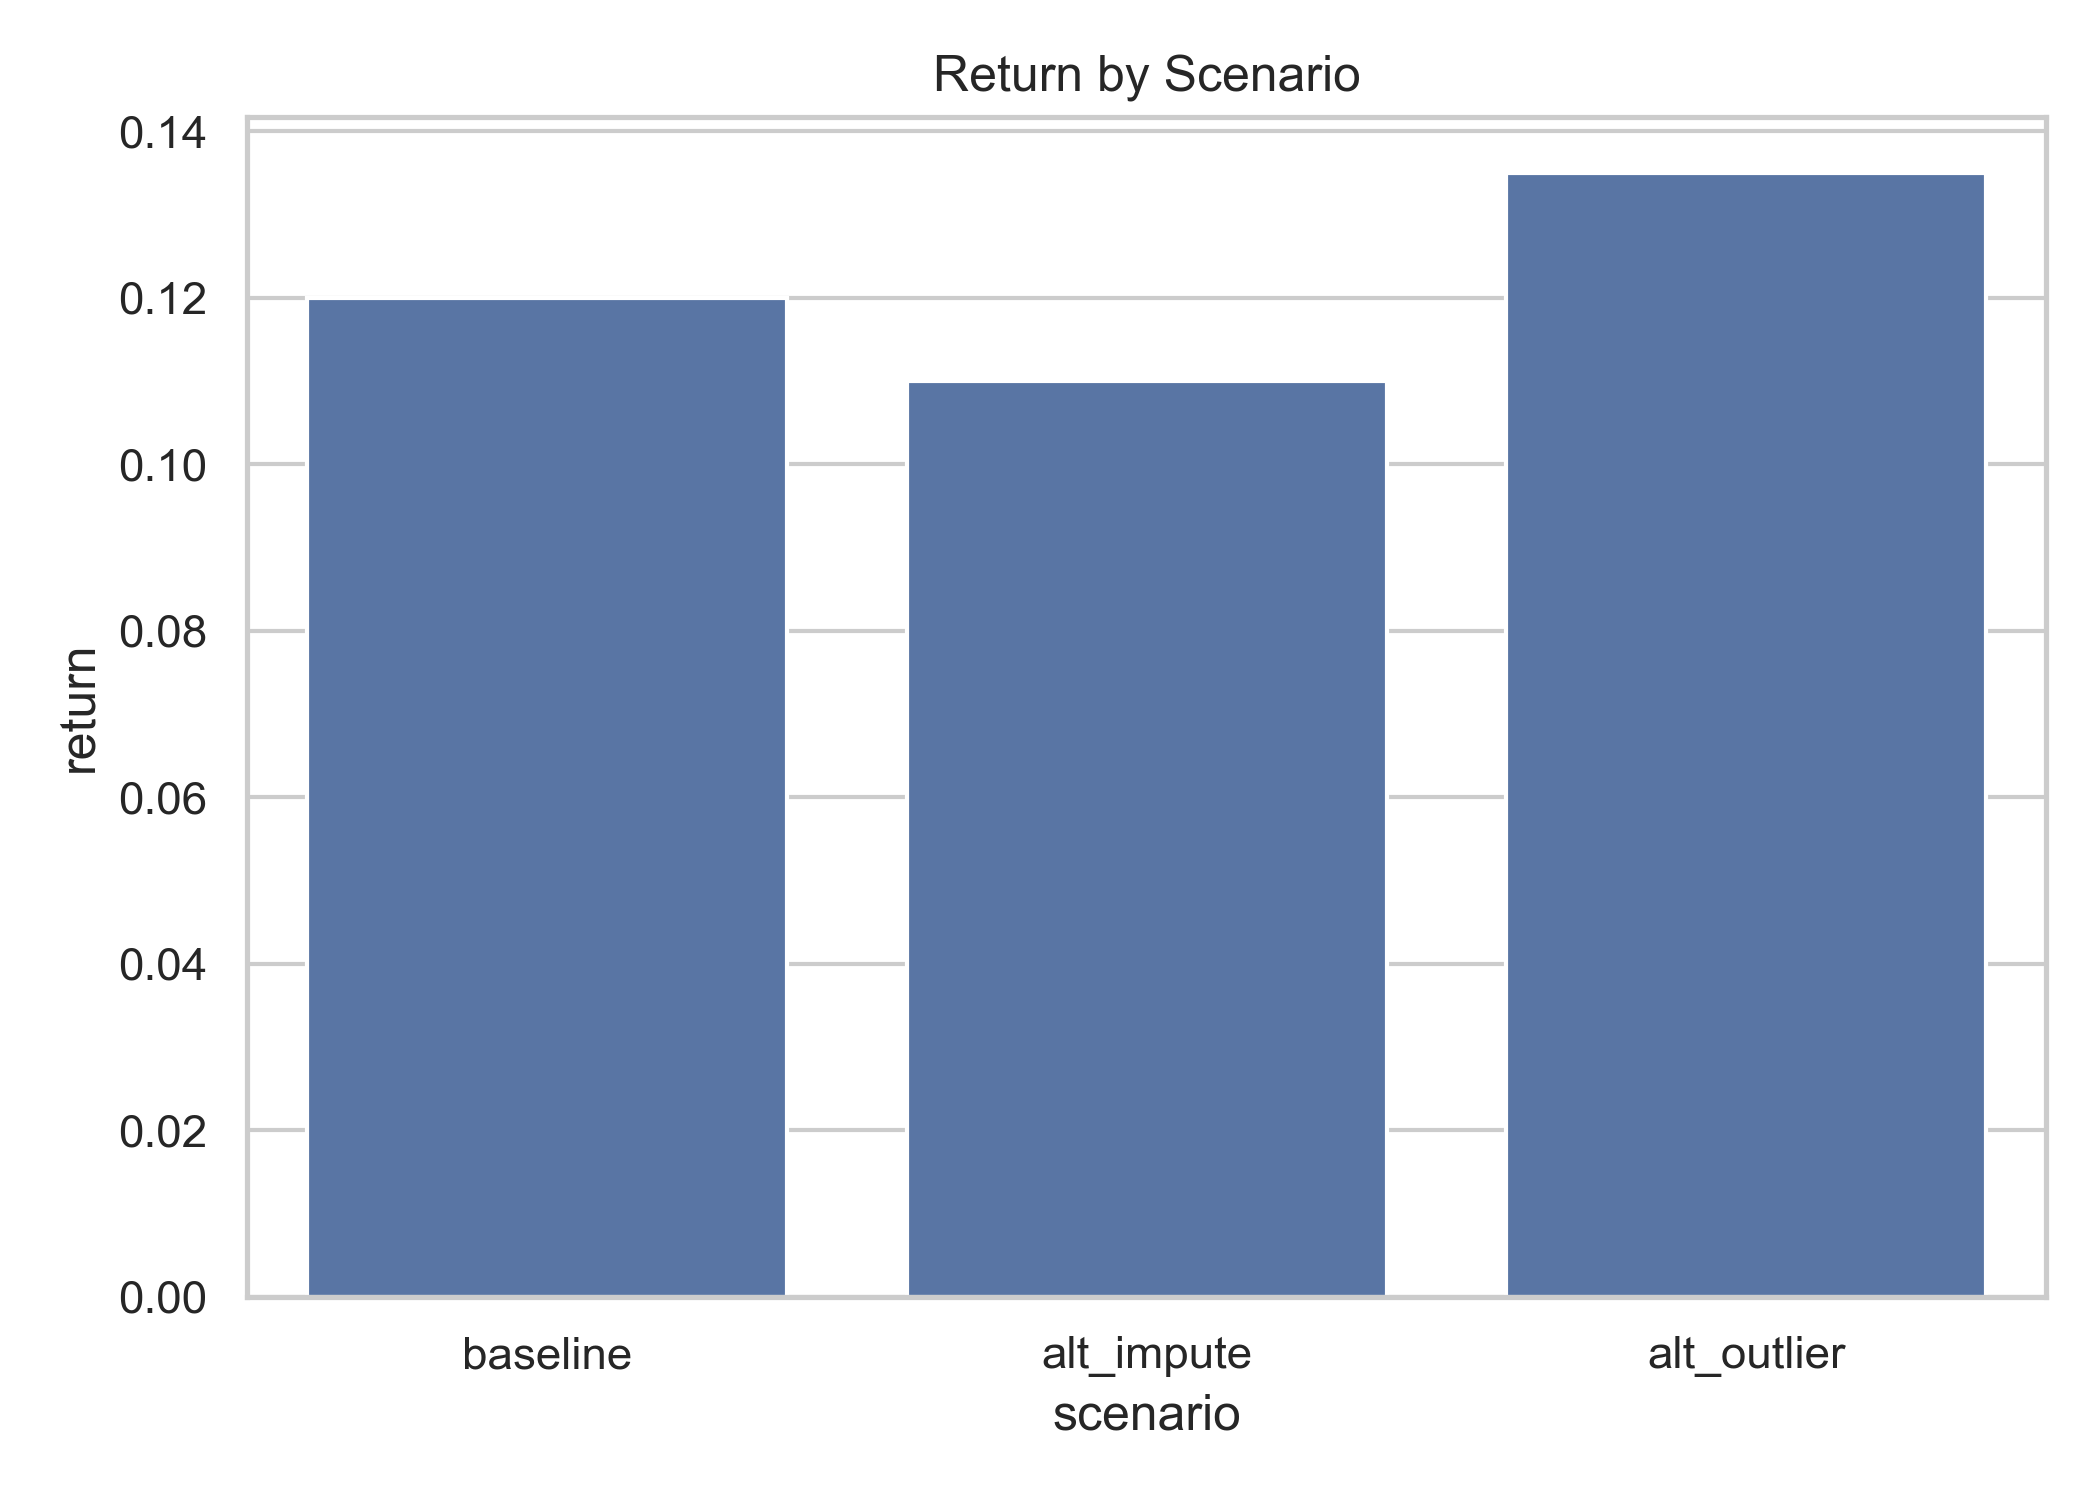 Return by Scenario
0.14
0.12
0.10
0.08
0.06
0.04
0.02
0.00
return
baseline
alt_impute
alt_outlier
scenario